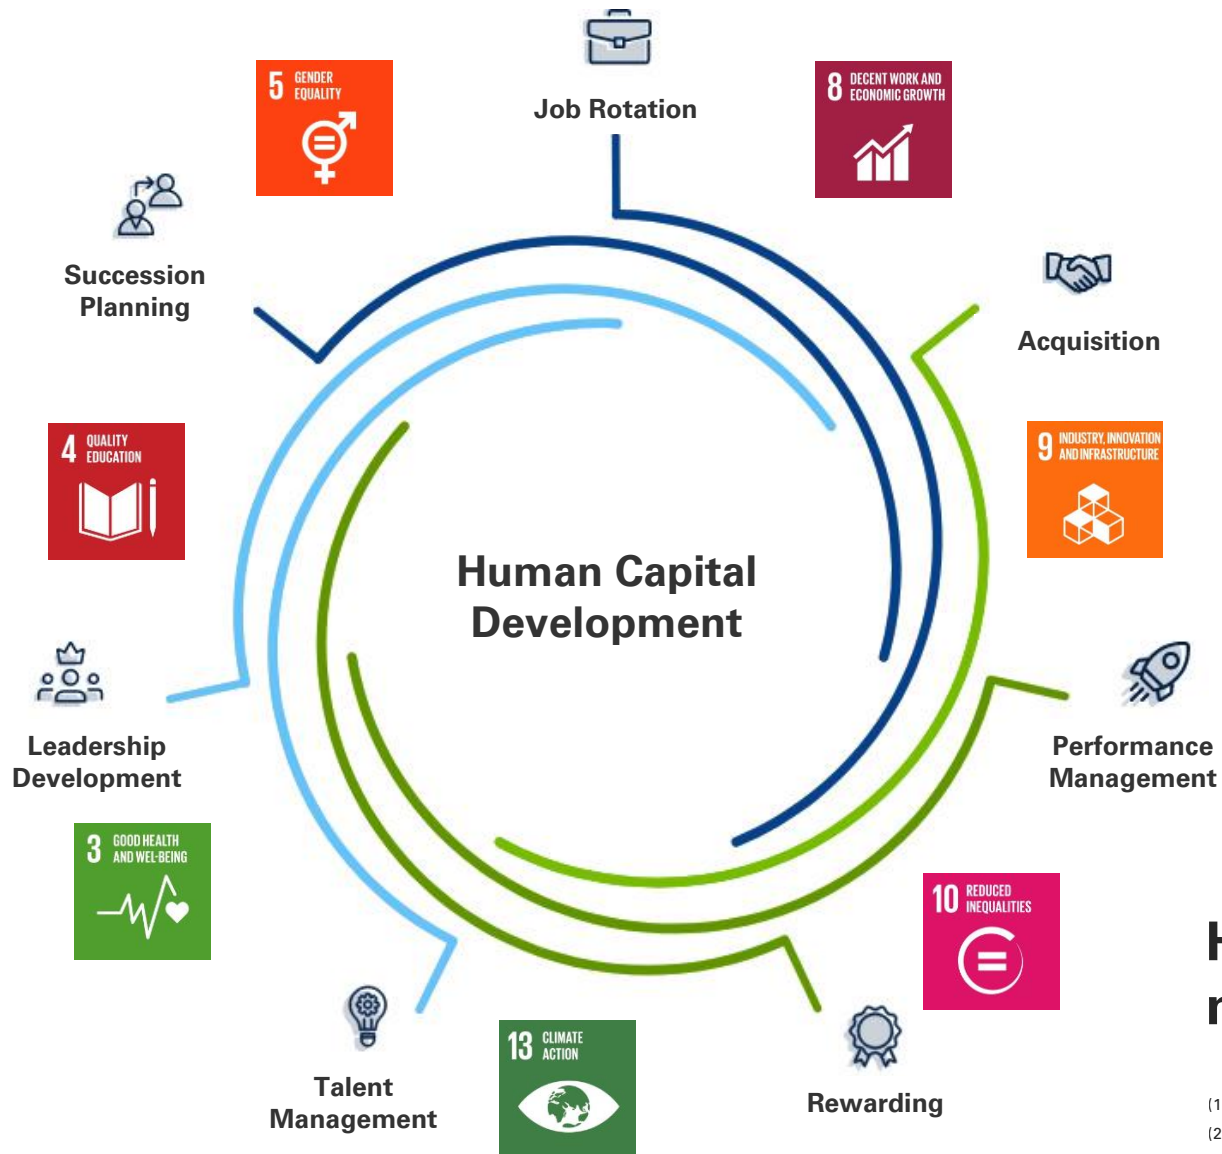 Job Rotation
5 GENDER
EQUALITY
8 DECENT WORK AND
ECONOMIC GROWTH
Succession
Planning
Acquisition
4 QUALITY
EDUCATION
9 INDUSTRY, INNOVATION
AND INFRASTRUCTURE
Human Capital
Development
Leadership
Development
Performance
Management
3 GOOD HEALTH
AND WEL-BEING
10 REDUCED
INEQUALITIES
13 CLIMATE
ACTION
Talent
Management
Rewarding
(1
(2